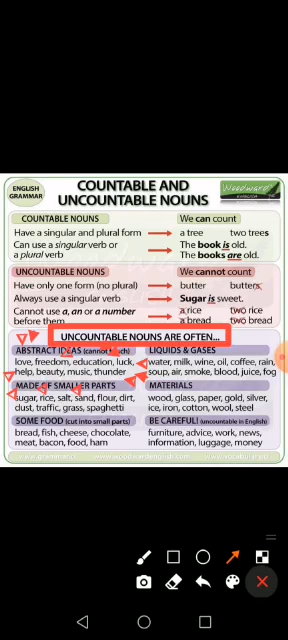 ENGLISH
GRAMMAR
COUNTABLE AND
UNCOUNTABLE NOUNS
Woodward
ENGLISH
COUNTABLE NOUNS
We can count
Have a singular and plural form
a tree two trees
Can use a singular verb or
a plural verb
The book is old.
The books are old.
UNCOUNTABLE NOUNS
We cannot count
Have only one form (no plural)
butter butters
Always use a singular verb
Sugar is sweet.
Cannot use a, an or a number
before them
a rice two rice
a bread two bread
UNCOUNTABLE NOUNS ARE OFTEN...
ABSTRACT IDEAS (cannot touch)
love, freedom, education, luck,
help, beauty, music, thunder
LIQUIDS & GASES
water, milk, wine, oil, coffee, rain,
soup, air, smoke, blood, juice, fog
MADE OF SMALLER PARTS
sugar, rice, salt, sand, flour, dirt,
dust, traffic, grass, spaghetti
MATERIALS
wood, glass, paper, gold, silver,
ice, iron, cotton, wool, steel
SOME FOOD (cut into small parts)
bread, fish, cheese, chocolate,
meat, bacon, food, ham
BE CAREFUL! (uncountable in English)
furniture, advice, work, news,
information, luggage, money
www.woodwardenglish.com